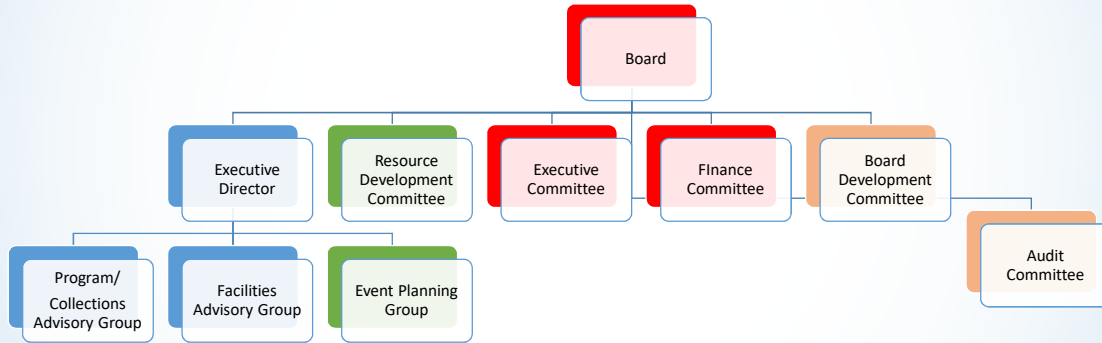 Board
Executive
Director
Resource
Development
Committee
Executive
Committee
FInance
Committee
Board
Development
Committee
Audit
Committee
Program/
Collections
Advisory Group
Facilities
Advisory Group
Event Planning
Group